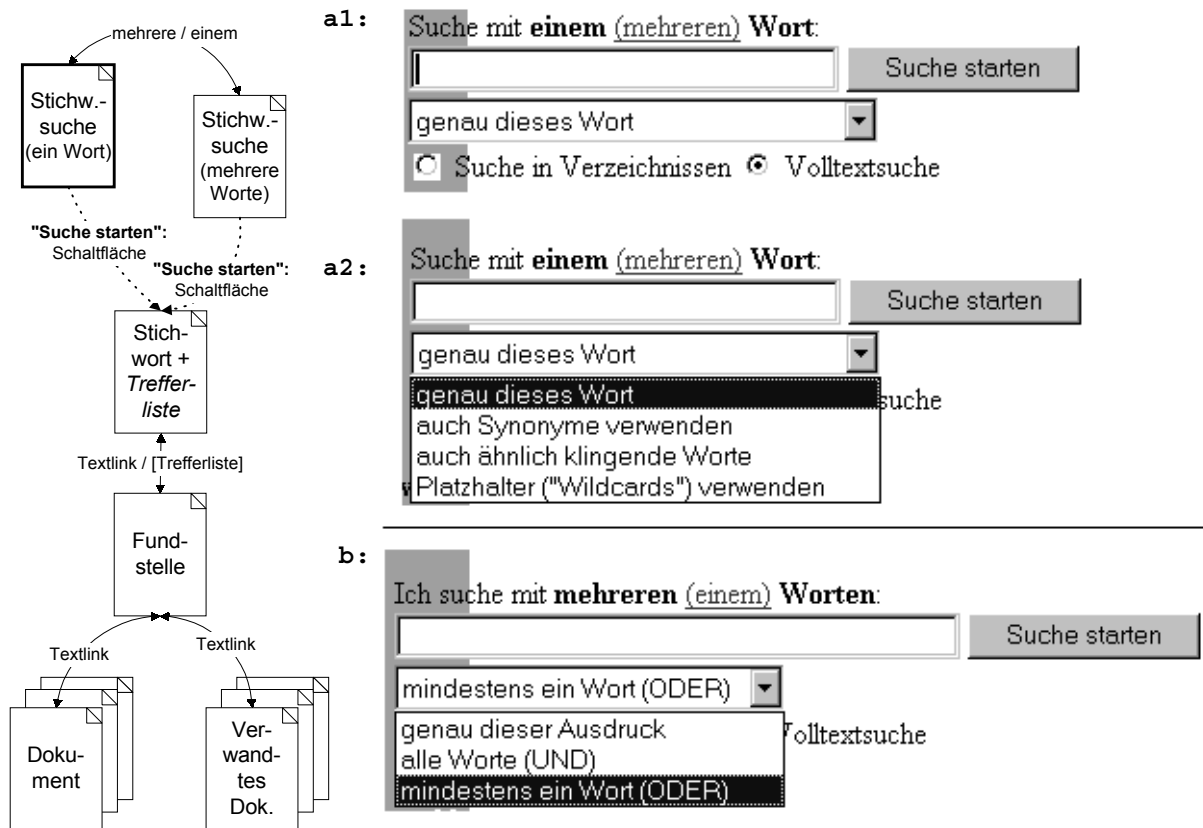 mehrere / einem
Stichw.-
suche
(ein Wort)
Stichw.-
suche
(mehrere
Worte)
"Suche starten":
Schaltfläche
"Suche starten":
Schaltfläche
Stich-
wort +
Treffer-
liste
Textlink / [Trefferliste]
Fund-
stelle
Textlink
Textlink
Doku-
ment
Ver-
wand-
tes
Dok.
a1:
Suche mit einem (mehreren) Wort:
Suche starten
genau dieses Wort
Suche in Verzeichnissen Volltextsuche
a2:
Suche mit einem (mehreren) Wort:
Suche starten
genau dieses Wort
genau dieses Wort
suche
auch Synonyme verwenden
auch ähnlich klingende Worte
Platzhalter ("Wildcards") verwenden
b:
Ich suche mit mehreren (einem) Worten:
Suche starten
mindestens ein Wort (ODER)
genau dieser Ausdruck
olltextsuche
alle Worte (UND)
mindestens ein Wort (ODER)